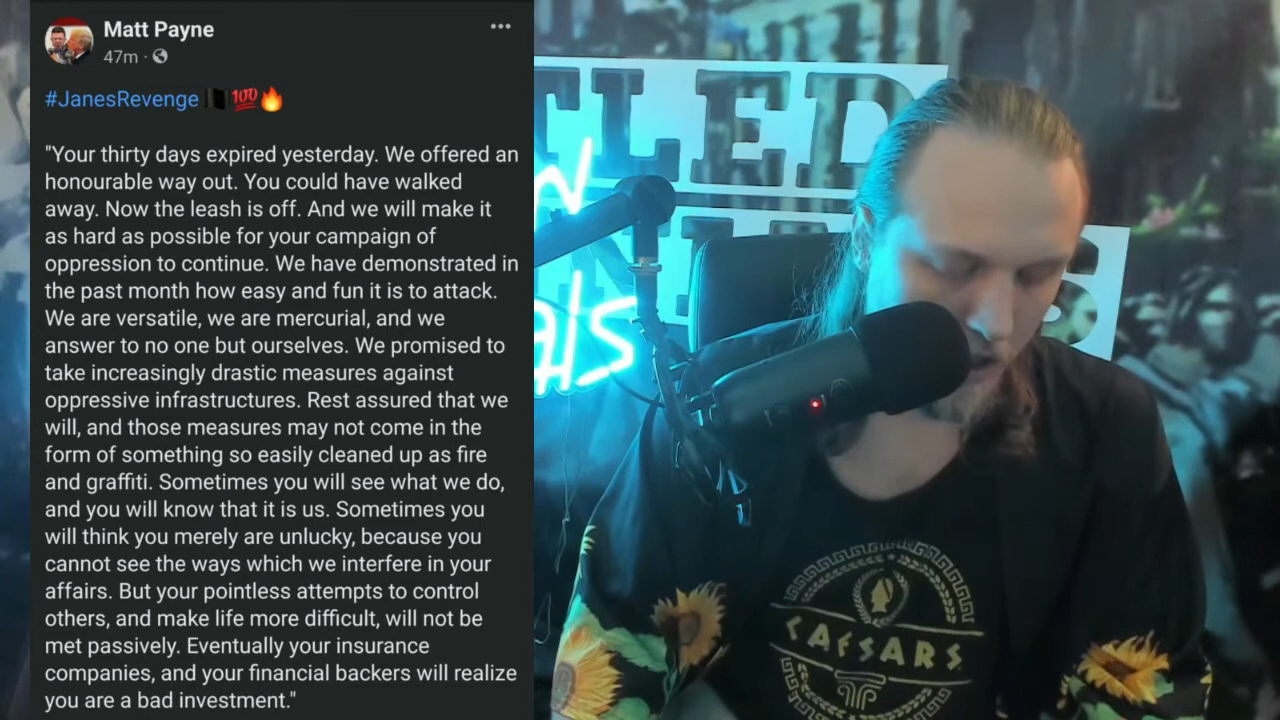 Matt Payne
47m ·
#JanesRevenge 🏴💯🔥
"Your thirty days expired yesterday. We offered an
honourable way out. You could have walked
away. Now the leash is off. And we will make it
as hard as possible for your campaign of
oppression to continue. We have demonstrated in
the past month how easy and fun it is to attack.
We are versatile, we are mercurial, and we
answer to no one but ourselves. We promised to
take increasingly drastic measures against
oppressive infrastructures. Rest assured that we
will, and those measures may not come in the
form of something so easily cleaned up as fire
and graffiti. Sometimes you will see what we do,
and you will know that it is us. Sometimes you
will think you merely are unlucky, because you
cannot see the ways which we interfere in your
affairs. But your pointless attempts to control
others, and make life more difficult, will not be
met passively. Eventually your insurance
companies, and your financial backers will realize
you are a bad investment."
TLED
als
CAESARS